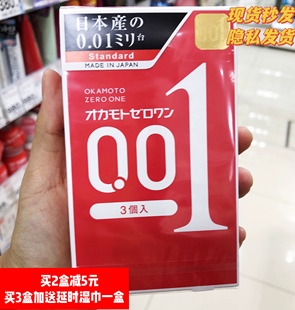 日本産の
0.01ミリ台
Standard
MADE IN JAPAN
现货秒发
隐私发货
OKAMOTO
ZERO ONE
オカモトゼロワン
0.01
3個入
买2盒减5元
买3盒加送延时湿巾一盒